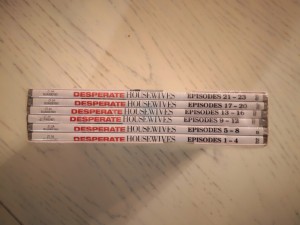 DESPERATE HOUSEWIVES EPISODES 21 - 23
DESPERATE HOUSEWIVES EPISODES 17 - 20
DESPERATE HOUSEWIVES EPISODES 13 - 16
DESPERATE HOUSEWIVES EPISODES 9 - 12
DESPERATE HOUSEWIVES EPISODES 5 - 8
DESPERATE HOUSEWIVES EPISODES 1 - 4